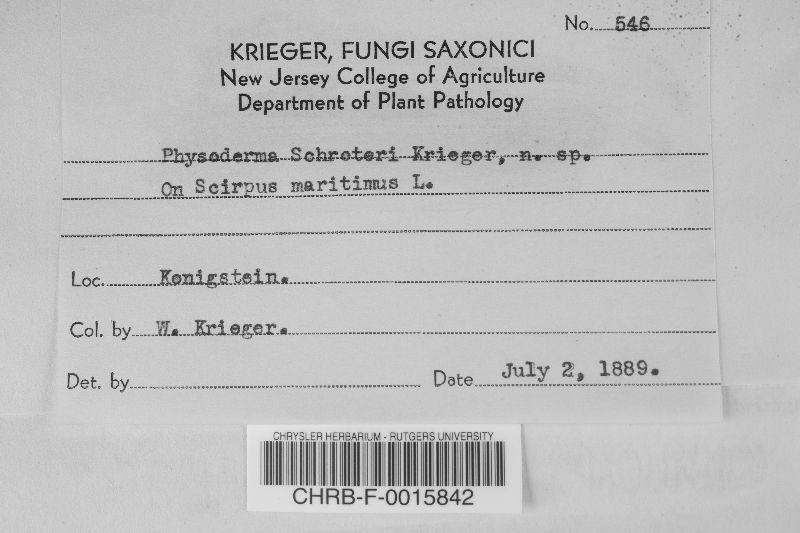 No. 546
KRIEGER, FUNGI SAXONICI
New Jersey College of Agriculture
Department of Plant Pathology
Physoderma Schroteri Krieger, n. sp.
On Scirpus maritimus L.
Loc. Konigstein.
Col. by W. Krieger.
Det. by Date July 2, 1889.
CHRYSLER HERBARIUM - RUTGERS UNIVERSITY
CHRB-F-0015842